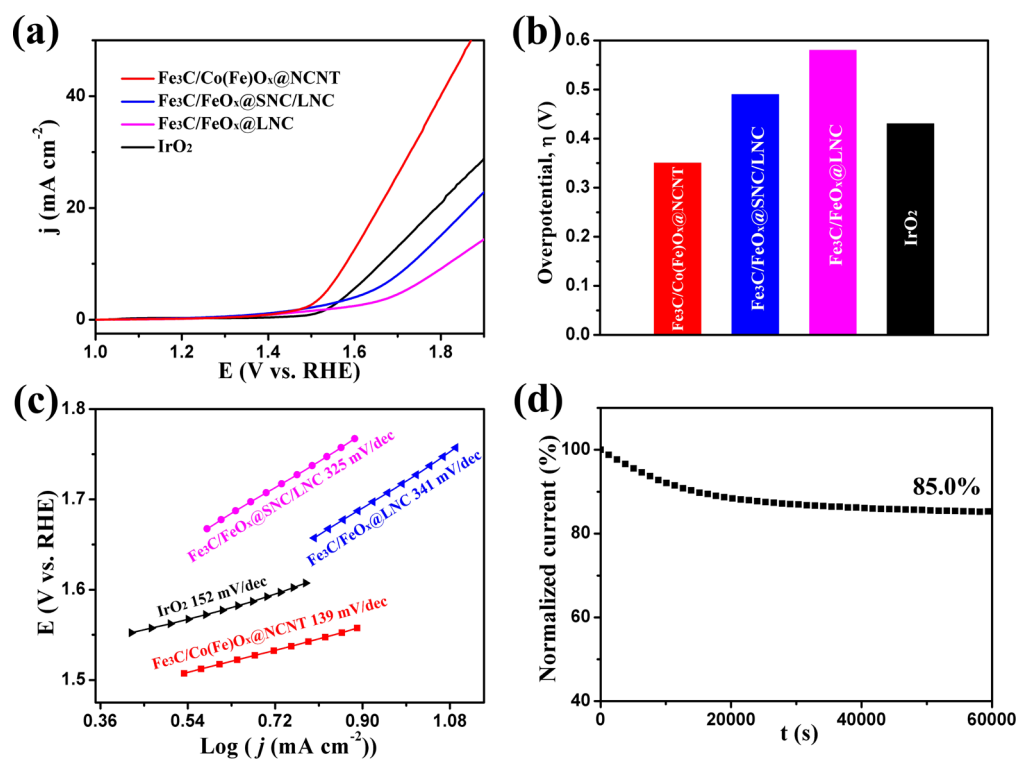 (a)
j (mA cm-2)
40
20
0
Fe3C/Co(Fe)Ox@NCNT
Fe3C/FeOx@SNC/LNC
Fe3C/FeOx@LNC
IrO2
1.0 1.2 1.4 1.6 1.8
E (V vs. RHE)
(b)
Overpotential, η (V)
0.6
0.5
0.4
0.3
0.2
0.1
0.0
Fe3C/Co(Fe)Ox@NCNT
Fe3C/FeOx@SNC/LNC
Fe3C/FeOx@LNC
IrO2
(c)
E (V vs. RHE)
1.8
1.7
1.6
1.5
Fe3C/FeOx@SNC/LNC 325 mV/dec
Fe3C/FeOx@LNC 341 mV/dec
IrO2 152 mV/dec
Fe3C/Co(Fe)Ox@NCNT 139 mV/dec
0.36 0.54 0.72 0.90 1.08
Log ( j (mA cm-2))
(d)
Normalized current (%)
100
80
60
40
85.0%
0 20000 40000 60000
t (s)